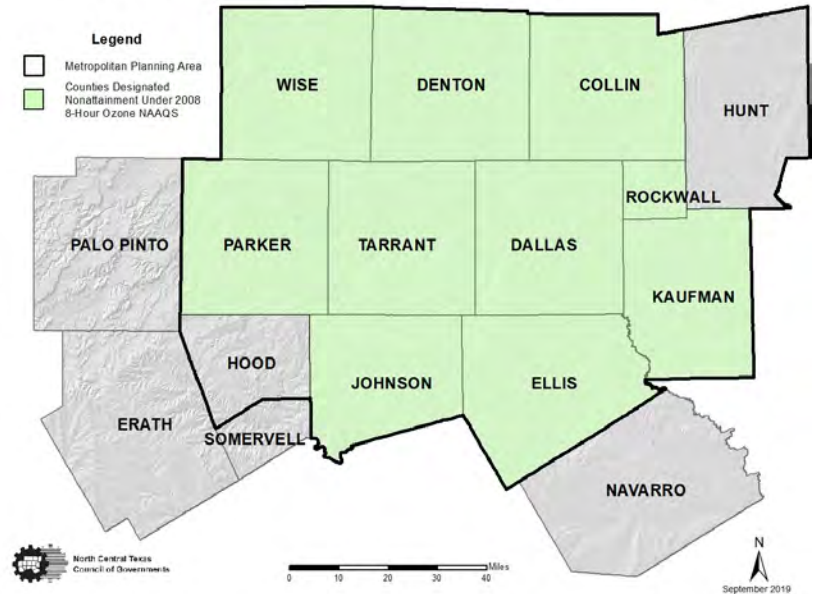 Legend
Metropolitan Planning Area
Counties Designated
Nonattainment Under 2008
8-Hour Ozone NAAQS
WISE
DENTON
COLLIN
HUNT
ROCKWALL
PALO PINTO
PARKER
TARRANT
DALLAS
KAUFMAN
HOOD
JOHNSON
ELLIS
ERATH
SOMERVELL
NAVARRO
North Central Texas
Council of Governments
Miles
0 10 20 30 40
N
September 2019